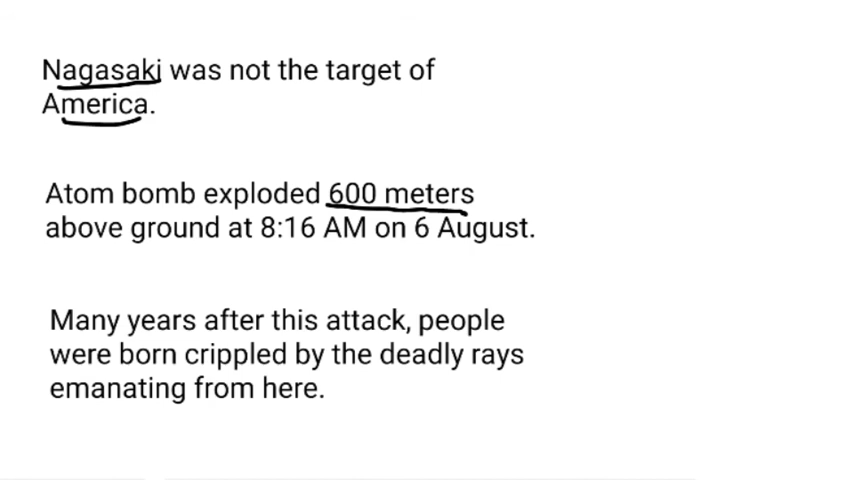 Nagasaki was not the target of
America.
Atom bomb exploded 600 meters
above ground at 8:16 AM on 6 August.
Many years after this attack, people
were born crippled by the deadly rays
emanating from here.